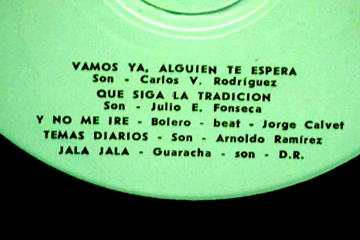 VAMOS YA, ALGUIEN TE ESPERA
Son - Carlos V. Rodríguez
QUE SIGA LA TRADICION
Son - Julio E. Fonseca
Y NO ME IRE - Bolero - beat - Jorge Calvet
TEMAS DIARIOS - Son - Arnoldo Ramírez
JALA JALA - Guaracha - son - D.R.